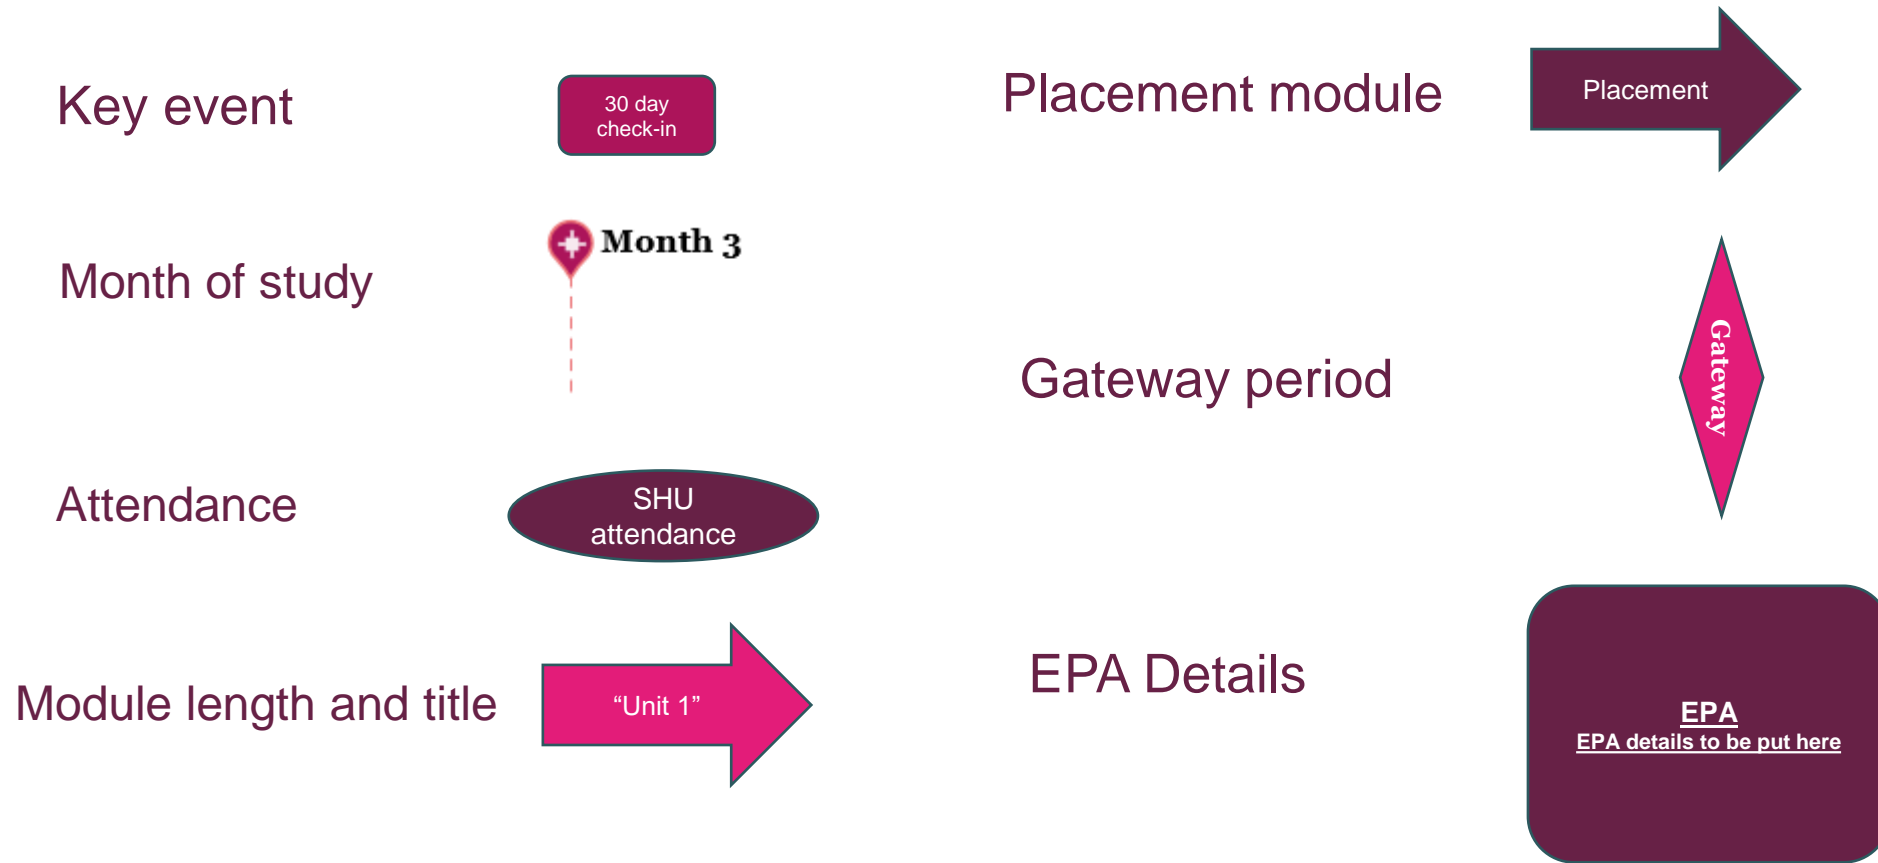 Key event
30 day
check-in
Month of study
Month 3
Attendance
SHU
attendance
Module length and title
“Unit 1”
Placement module
Placement
Gateway period
Gateway
EPA Details
EPA
EPA details to be put here